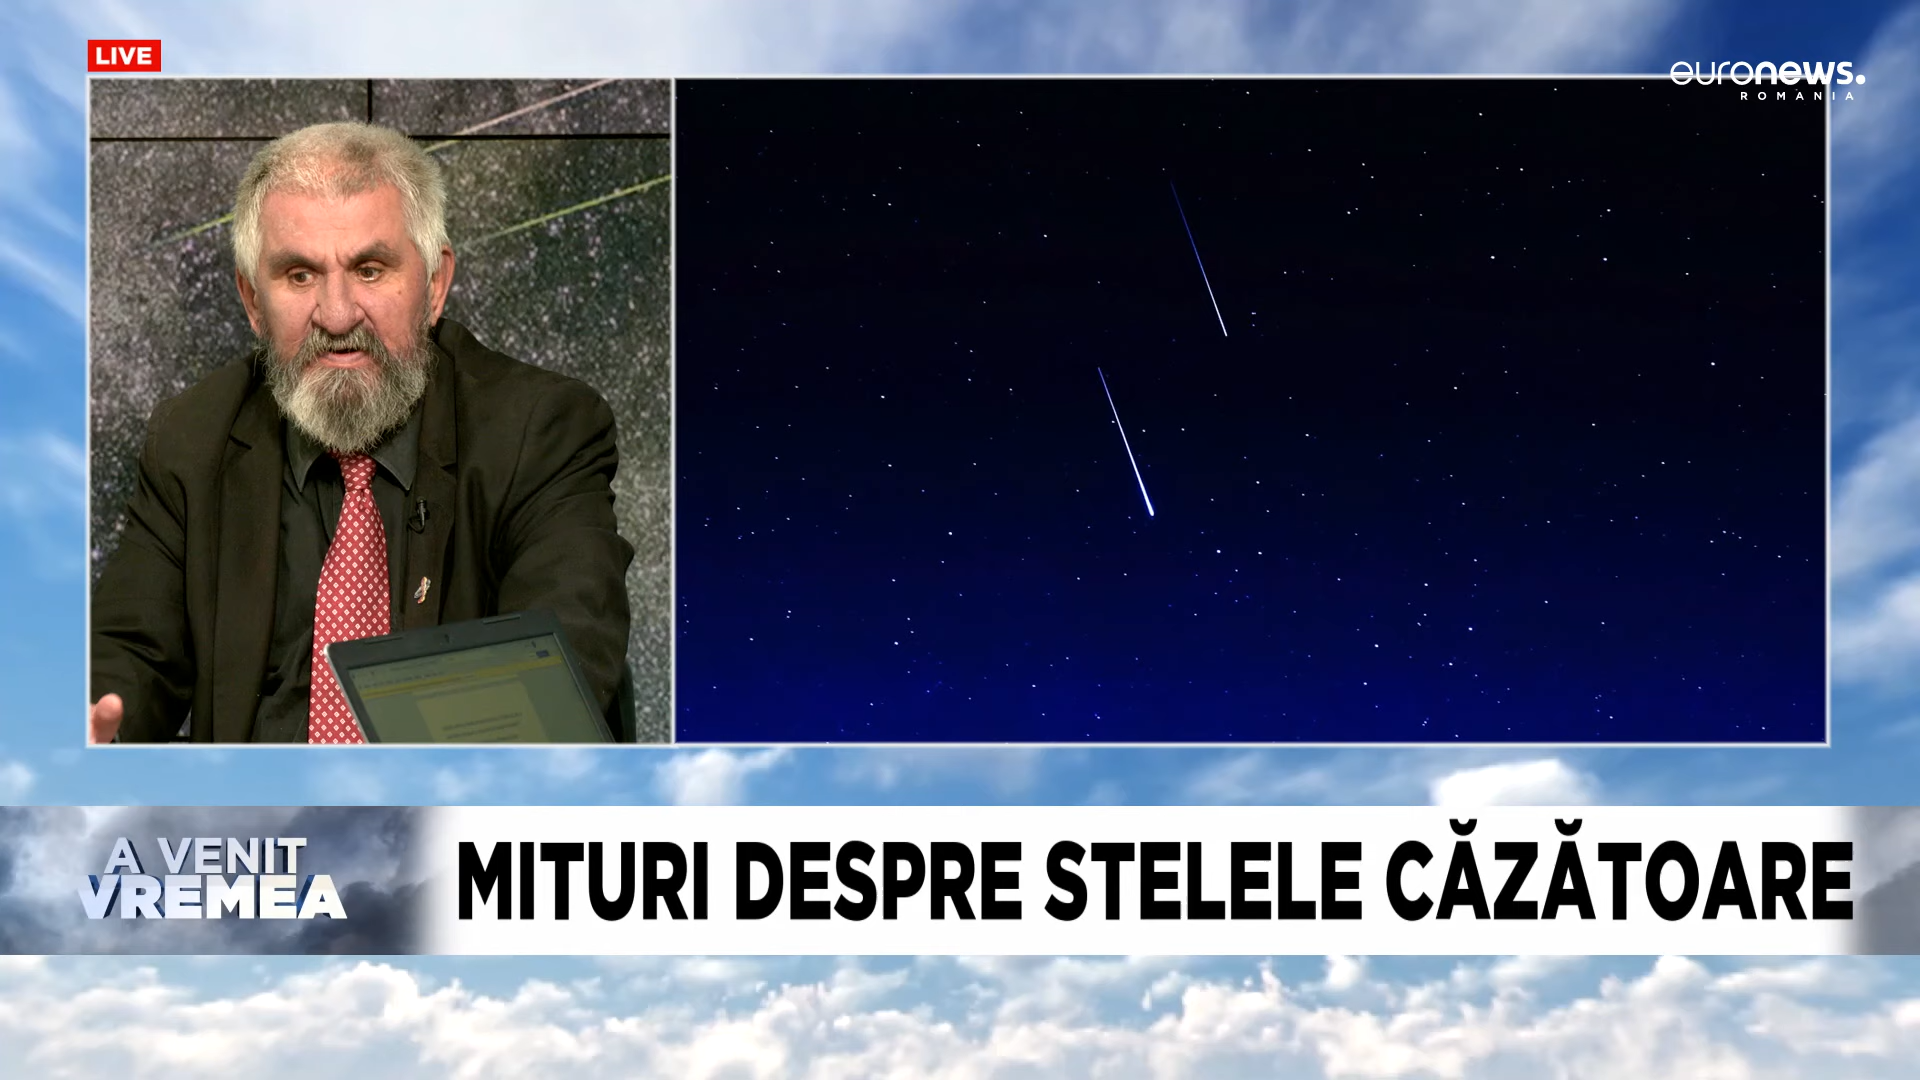 LIVE
euronews.
ROMANIA
A VENIT
VREMEA
MITURI DESPRE STELELE CĂZĂTOARE